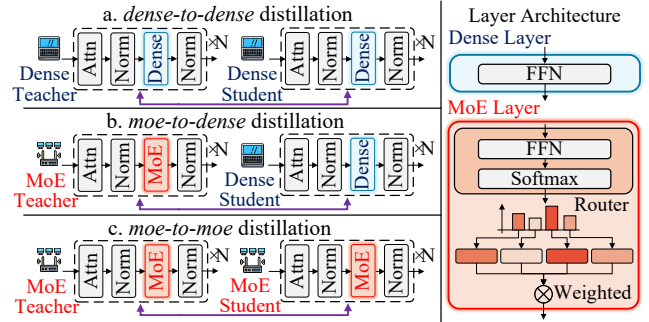 a. dense-to-dense distillation
Dense
Teacher
Attn
Norm
Dense
Norm
×N
Dense
Student
Attn
Norm
Dense
Norm
×N
b. moe-to-dense distillation
MoE
Teacher
Attn
Norm
MoE
Norm
×N
Dense
Student
Attn
Norm
Dense
Norm
×N
c. moe-to-moe distillation
MoE
Teacher
Attn
Norm
MoE
Norm
×N
MoE
Student
Attn
Norm
MoE
Norm
×N
Layer Architecture
Dense Layer
FFN
MoE Layer
FFN
Softmax
Router
Weighted